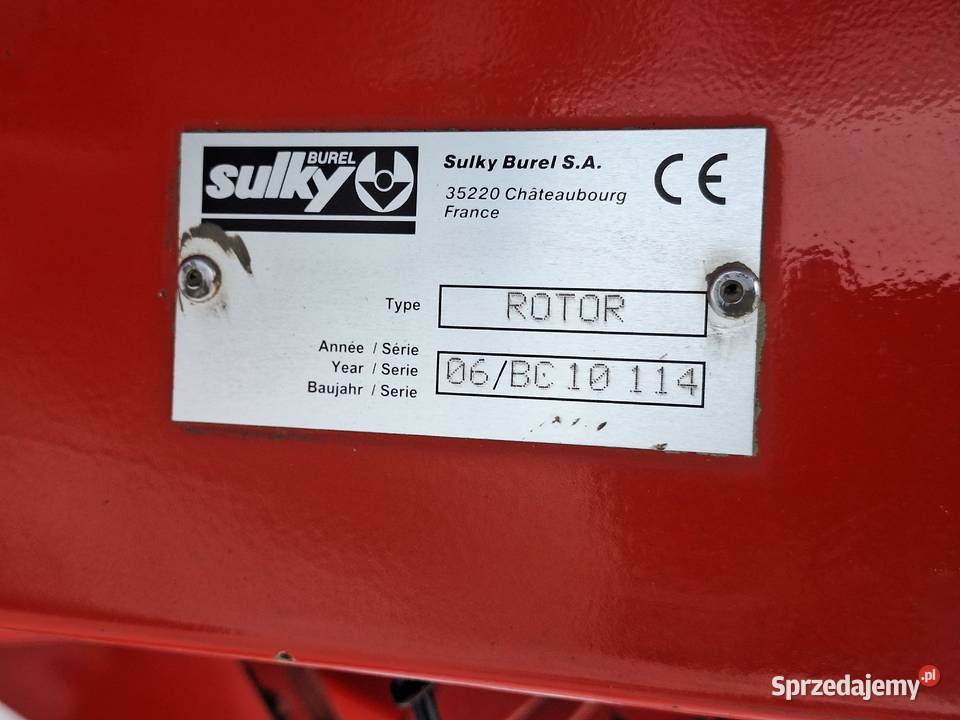 sulky BUREL
Sulky Burel S.A.
35220 Châteaubourg
France
CE
Type ROTOR
Année / Série
Year / Serie
Baujahr / Serie
06/BC 10 114
Sprzedajemy.pl